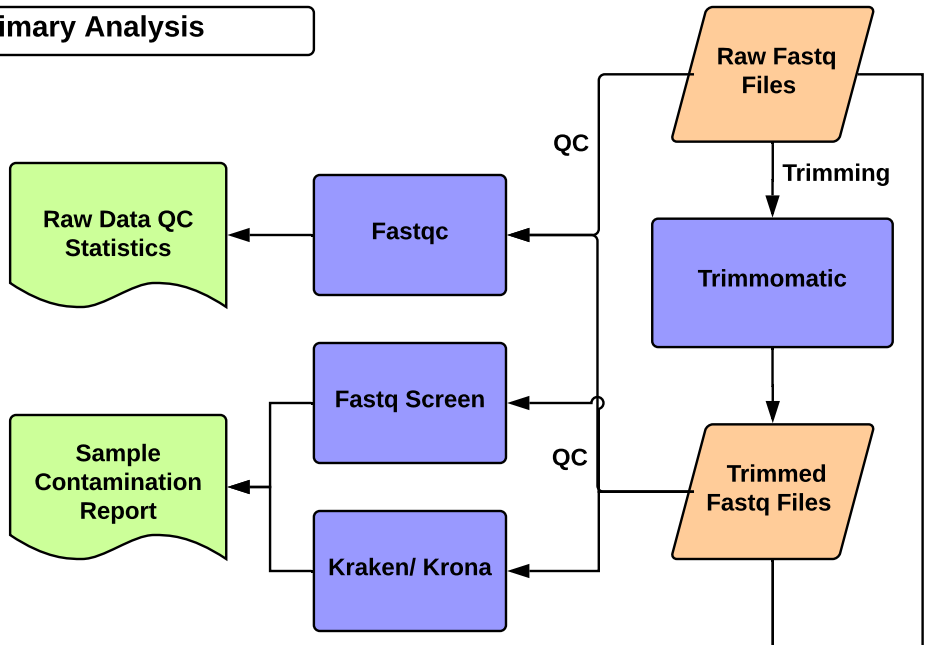 imary Analysis
Raw Fastq
Files
QC
Trimming
Raw Data QC
Statistics
Fastqc
Trimmomatic
Fastq Screen
Sample
Contamination
Report
QC
Trimmed
Fastq Files
Kraken/ Krona